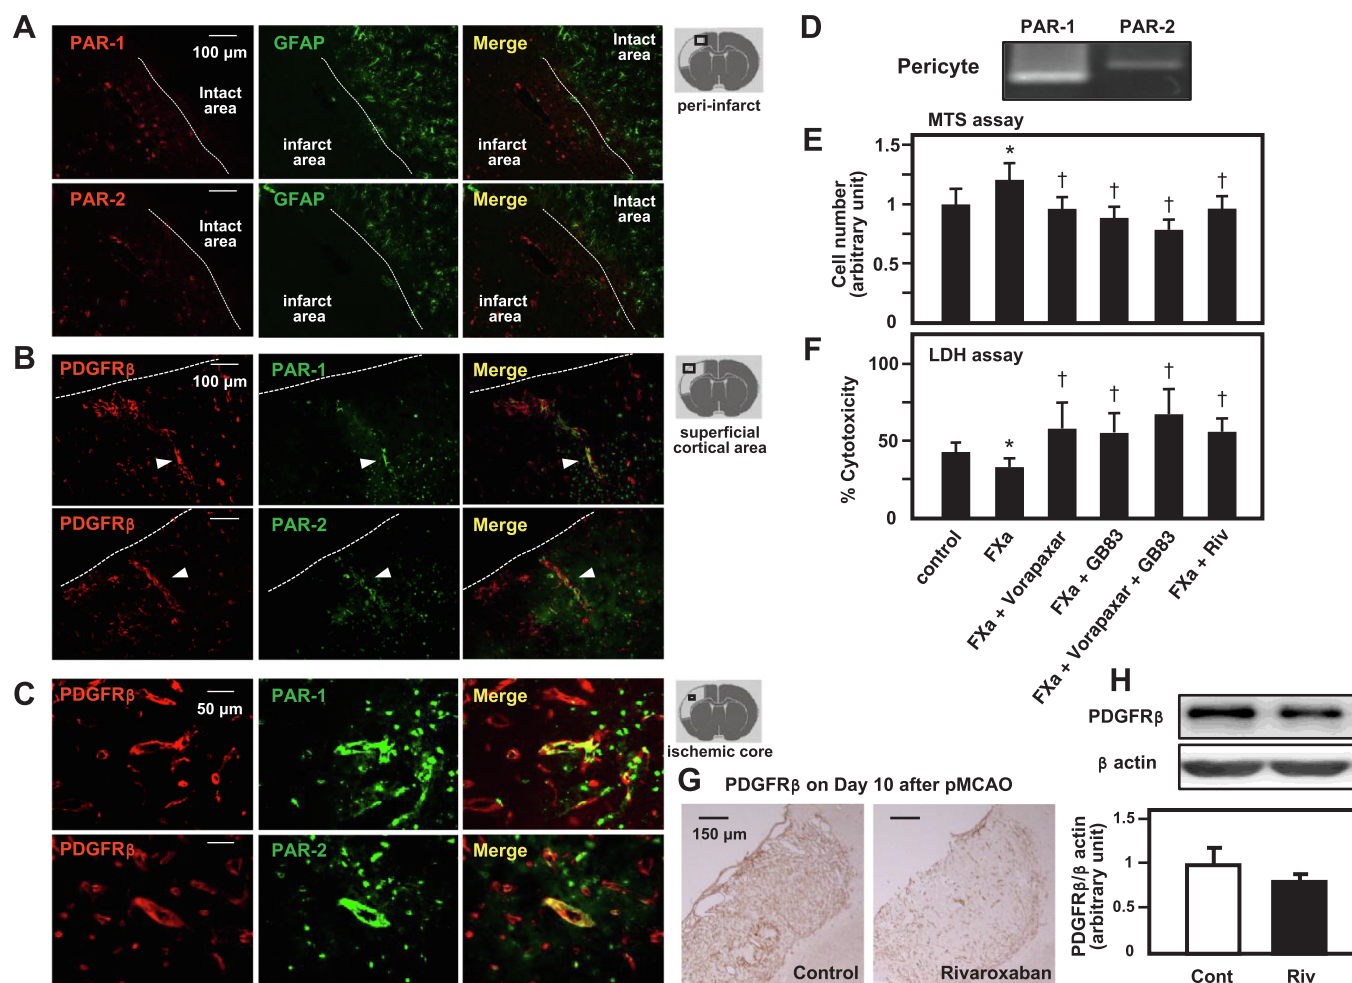 A
PAR-1
100 µm
Intact
area
GFAP
infarct
area
Merge
Intact
area
infarct
area
peri-infarct
PAR-2
Intact
area
GFAP
infarct
area
Merge
Intact
area
infarct
area
B
PDGFRβ
100 µm
PAR-1
Merge
superficial
cortical area
PDGFRβ
PAR-2
Merge
C
PDGFRβ
50 µm
PAR-1
Merge
ischemic core
PDGFRβ
PAR-2
Merge
D
PAR-1
PAR-2
Pericyte
E
MTS assay
Cell number
(arbitrary unit)
1.5
1
0.5
0
*
†
†
†
†
F
LDH assay
% Cytotoxicity
100
50
0
*
†
†
†
†
control
FXa
FXa + Vorapaxar
FXa + GB83
FXa + Vorapaxar + GB83
FXa + Riv
G
PDGFRβ on Day 10 after pMCAO
150 µm
Control
Rivaroxaban
H
PDGFRβ
β actin
PDGFRβ/β actin
(arbitrary unit)
1.5
1
0.5
0
Cont
Riv